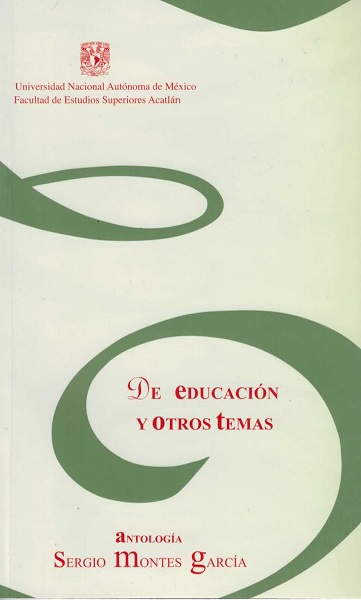 Universidad Nacional Autónoma de México
Facultad de Estudios Superiores Acatlán
De educación
y otros temas
antología
Sergio montes garcía